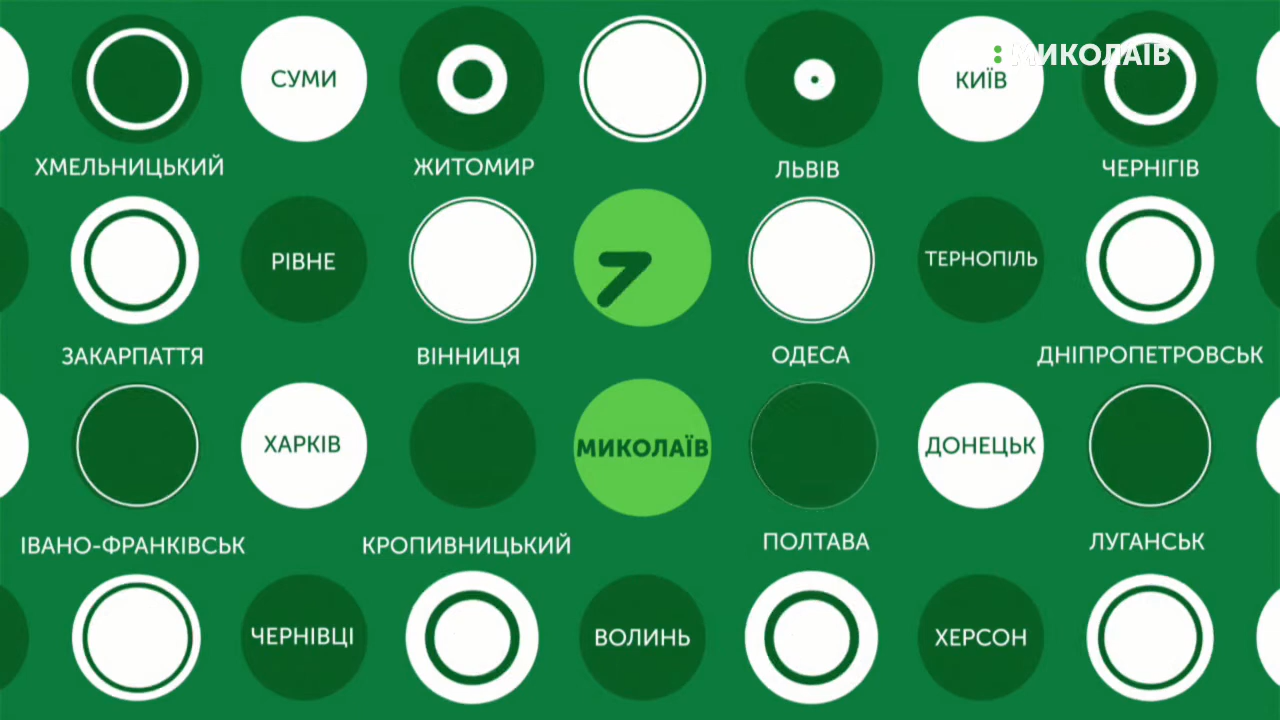 МИКОЛАЇВ
СУМИ
КИЇВ
ХМЕЛЬНИЦЬКИЙ
ЖИТОМИР
ЛЬВІВ
ЧЕРНІГІВ
РІВНЕ
ТЕРНОПІЛЬ
ЗАКАРПАТТЯ
ВІННИЦЯ
ОДЕСА
ДНІПРОПЕТРОВСЬК
ХАРКІВ
МИКОЛАЇВ
ДОНЕЦЬК
ІВАНО-ФРАНКІВСЬК
КРОПИВНИЦЬКИЙ
ПОЛТАВА
ЛУГАНСЬК
ЧЕРНІВЦІ
ВОЛИНЬ
ХЕРСОН